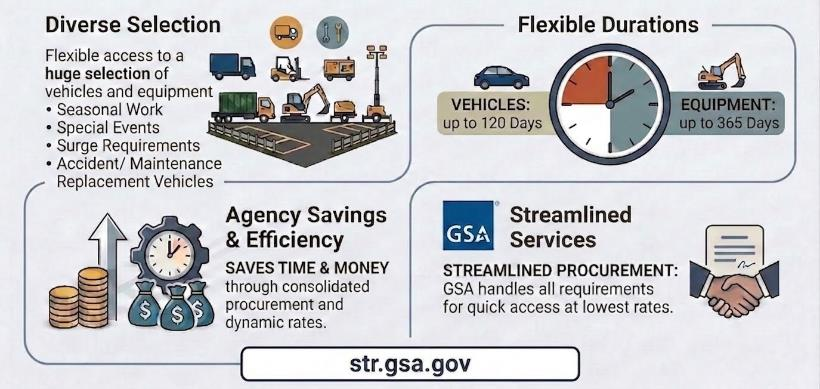 Diverse Selection
Flexible access to a
huge selection of
vehicles and equipment
• Seasonal Work
• Special Events
• Surge Requirements
• Accident/ Maintenance
Replacement Vehicles
Flexible Durations
VEHICLES:
up to 120 Days
EQUIPMENT:
up to 365 Days
Agency Savings
& Efficiency
SAVES TIME & MONEY
through consolidated
procurement and
dynamic rates.
$ $ $
GSA
Streamlined
Services
STREAMLINED PROCUREMENT:
GSA handles all requirements
for quick access at lowest rates.
str.gsa.gov